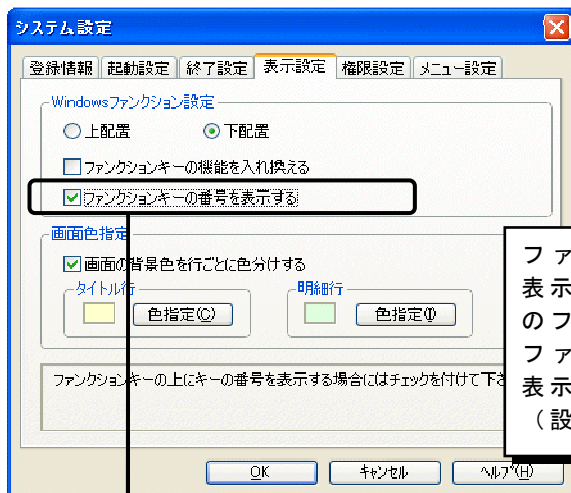 システム設定
登録情報 起動設定 終了設定 表示設定 権限設定 メニュー設定
Windowsファンクション設定
上配置 下配置
ファンクションキーの機能を入れ換える
ファンクションキーの番号を表示する
画面色指定
画面の背景色を行ごとに色分けする
タイトル行 明細行
色指定(C) 色指定(I)
ファンクションキーの上にキーの番号を表示する場合にはチェックを付けて下さ
ファ
表示
のフ
ファ
表示
（設
OK キャンセル ヘルプ(H)